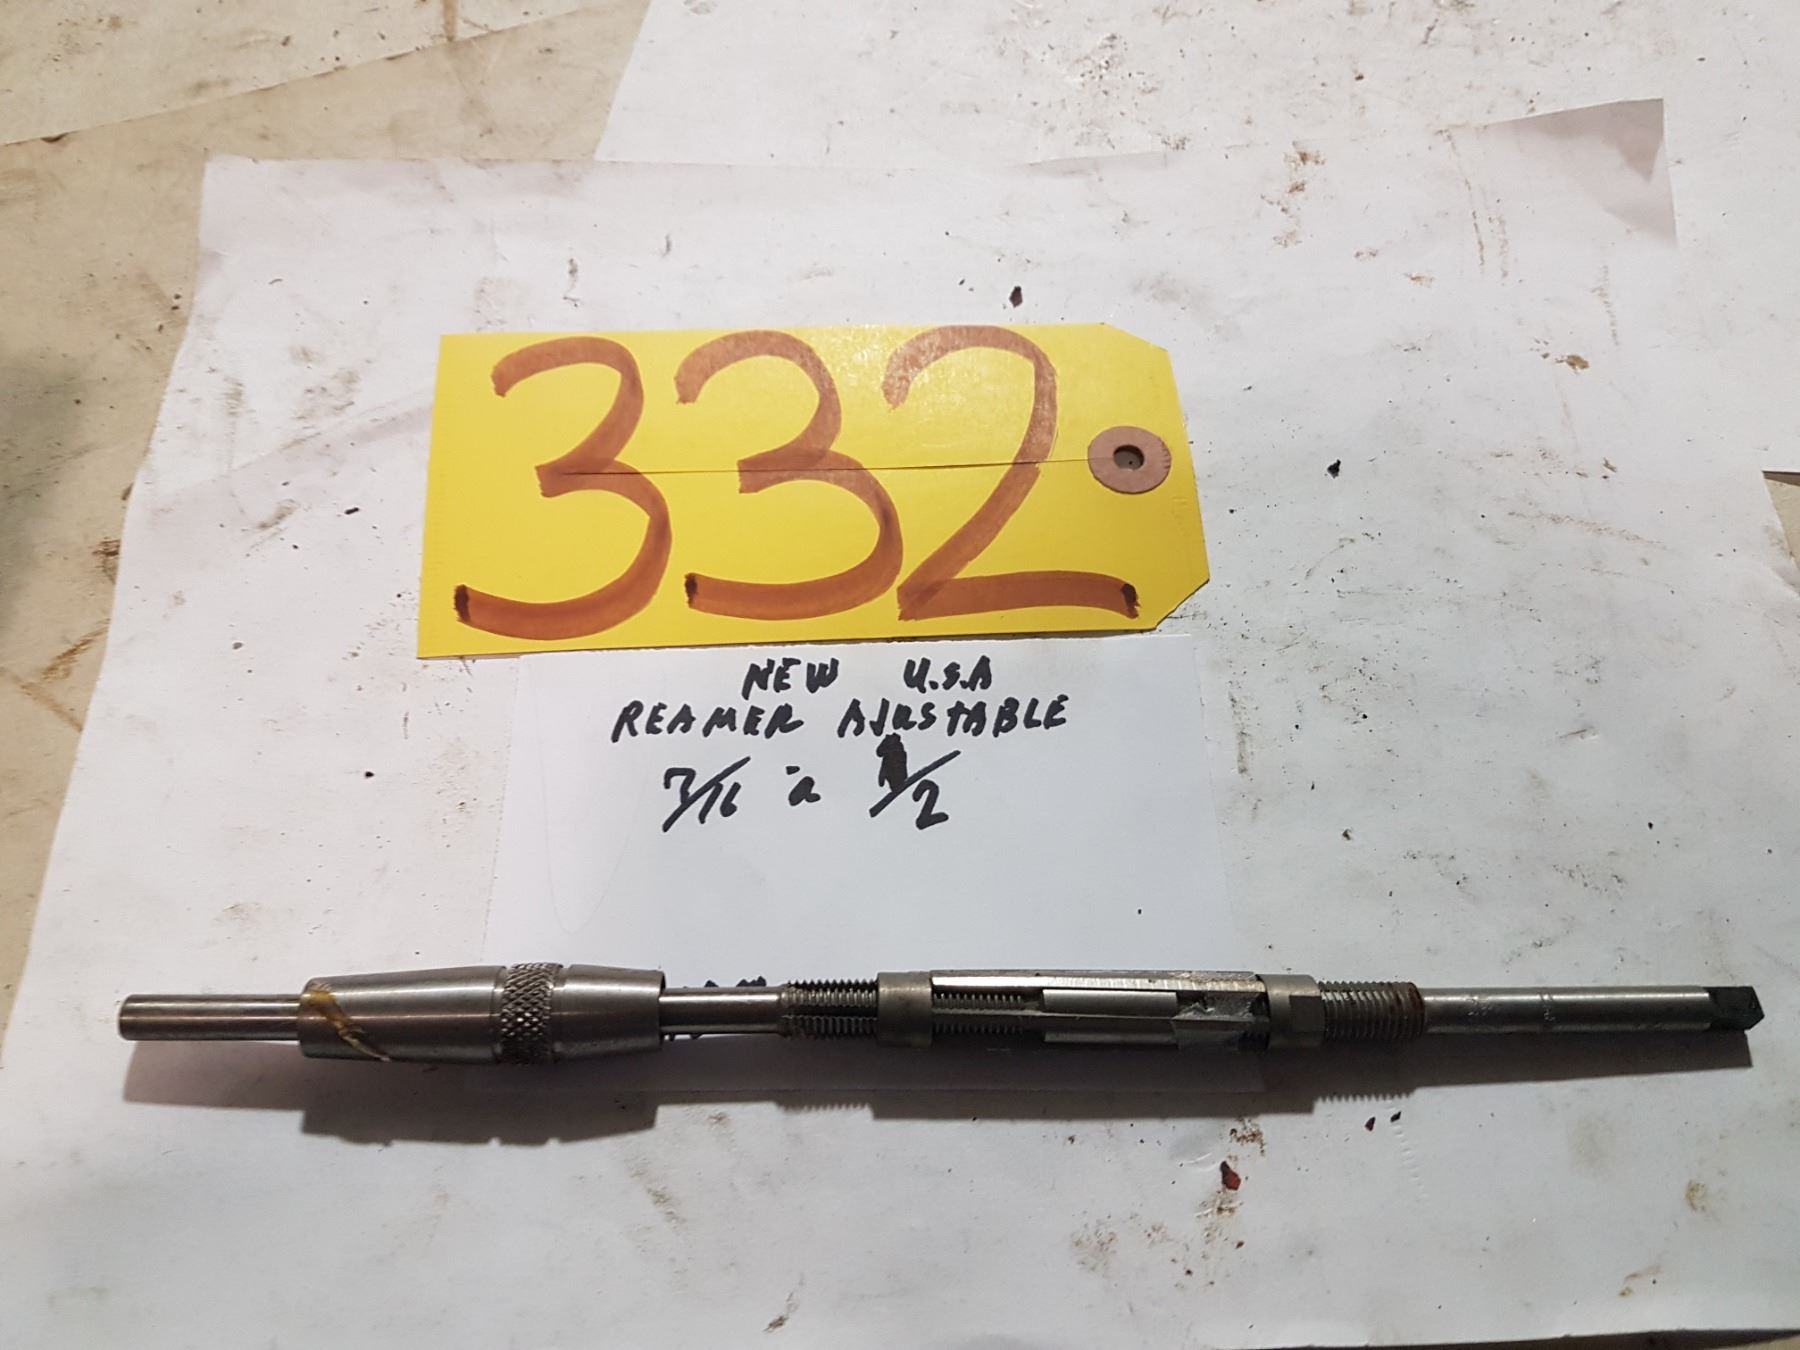 332
NEW U.S.A
REAMER AJUSTABLE
7/16 à 1/2